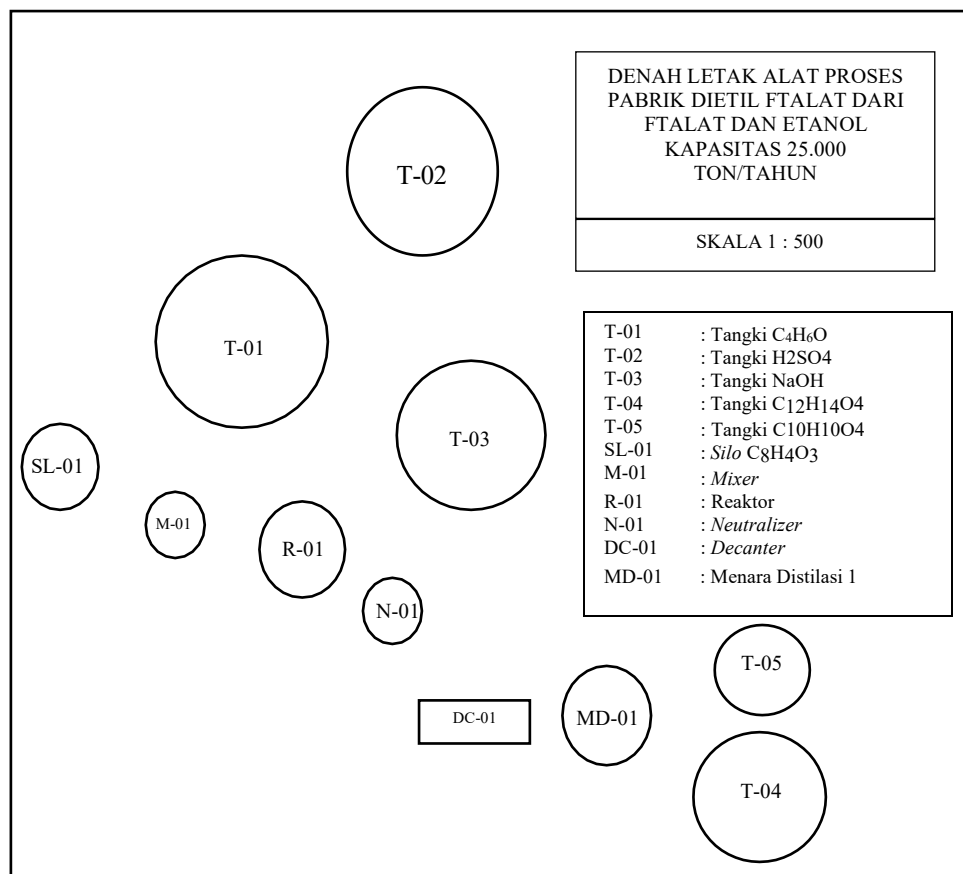 DENAH LETAK ALAT PROSES
PABRIK DIETIL FTALAT DARI
FTALAT DAN ETANOL
KAPASITAS 25.000
TON/TAHUN
SKALA 1 : 500
T-02
T-01
T-03
SL-01
M-01
R-01
N-01
T-01 : Tangki C₄H₆O
T-02 : Tangki H2SO4
T-03 : Tangki NaOH
T-04 : Tangki C₁₂H₁₄O4
T-05 : Tangki C10H10O4
SL-01 : Silo C₈H₄O₃
M-01 : Mixer
R-01 : Reaktor
N-01 : Neutralizer
DC-01 : Decanter
MD-01 : Menara Distilasi 1
T-05
DC-01
MD-01
T-04